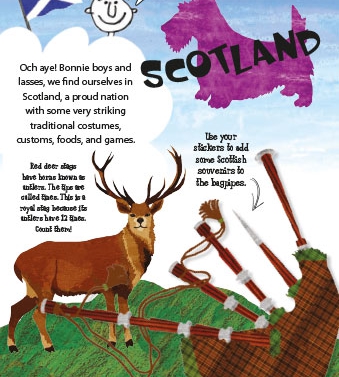 SCOTLAND
Och aye! Bonnie boys and
lasses, we find ourselves in
Scotland, a proud nation
with some very striking
traditional costumes,
customs, foods, and games.
Use your
stickers to add
some Scottish
souvenirs to
the bagpipes.
Red deer stags
have horns known as
antlers. The tips are
called tines. This is a
royal stag because its
antlers have 12 tines.
Count them!